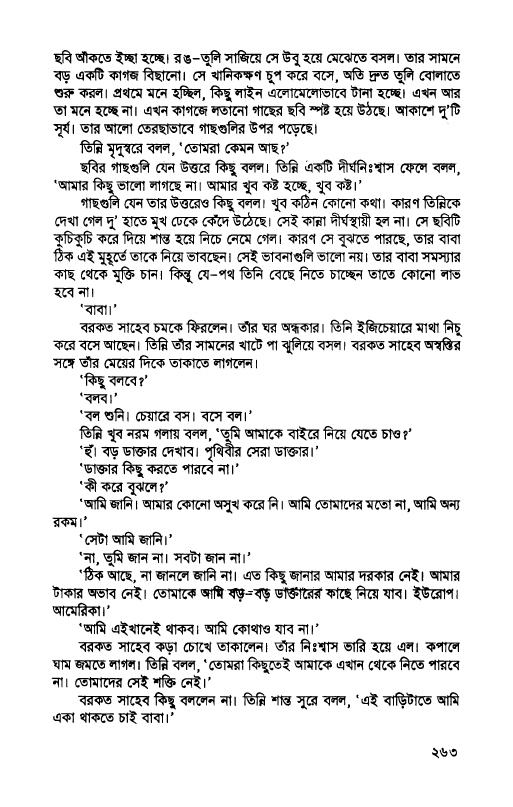 ছবি আঁকতে ইচ্ছা হচ্ছে। রঙ-তুলি সাজিয়ে সে উবু হয়ে মেঝেতে বসল। তার সামনে
বড় একটি কাগজ বিছানো। সে খানিকক্ষণ চুপ করে বসে, অতি দ্রুত তুলি বোলাতে
শুরু করল। প্রথমে মনে হচ্ছিল, কিছু লাইন এলোমেলোভাবে টানা হচ্ছে। এখন আর
তা মনে হচ্ছে না। এখন কাগজে লতানো গাছের ছবি স্পষ্ট হয়ে উঠছে। আকাশে দু'টি
সূর্য। তার আলো তেরছাভাবে গাছগুলির উপর পড়েছে।
তিন্নি মৃদুস্বরে বলল, 'তোমরা কেমন আছ?'
ছবির গাছগুলি যেন উত্তরে কিছু বলল। তিন্নি একটি দীর্ঘনিঃশ্বাস ফেলে বলল,
'আমার কিছু ভালো লাগছে না। আমার খুব কষ্ট হচ্ছে, খুব কষ্ট।'
গাছগুলি যেন তার উত্তরেও কিছু বলল। খুব কঠিন কোনো কথা। কারণ তিন্নিকে
দেখা গেল দু' হাতে মুখ ঢেকে কেঁদে উঠেছে। সেই কান্না দীর্ঘস্থায়ী হল না। সে ছবিটি
কুচিকুচি করে দিয়ে শান্ত হয়ে নিচে নেমে গেল। কারণ সে বুঝতে পারছে, তার বাবা
ঠিক এই মুহূর্তে তাকে নিয়ে ভাবছেন। সেই ভাবনাগুলি ভালো নয়। তার বাবা সমস্যার
কাছ থেকে মুক্তি চান। কিন্তু যে-পথ তিনি বেছে নিতে চাচ্ছেন তাতে কোনো লাভ
হবে না।
'বাবা।'
বরকত সাহেব চমকে ফিরলেন। তাঁর ঘর অন্ধকার। তিনি ইজিচেয়ারে মাথা নিচু
করে বসে আছেন। তিন্নি তাঁর সামনের খাটে পা ঝুলিয়ে বসল। বরকত সাহেব অস্বস্তির
সঙ্গে তাঁর মেয়ের দিকে তাকাতে লাগলেন।
'কিছু বলবে?'
'বলব।'
'বল শুনি। চেয়ারে বস। বসে বল।'
তিন্নি খুব নরম গলায় বলল, 'তুমি আমাকে বাইরে নিয়ে যেতে চাও?'
'হুঁ। বড় ডাক্তার দেখাব। পৃথিবীর সেরা ডাক্তার।'
'ডাক্তার কিছু করতে পারবে না।'
'কী করে বুঝলে?'
'আমি জানি। আমার কোনো অসুখ করে নি। আমি তোমাদের মতো না, আমি অন্য
রকম।'
'সেটা আমি জানি।'
'না, তুমি জান না। সবটা জান না।'
'ঠিক আছে, না জানলে জানি না। এত কিছু জানার আমার দরকার নেই। আমার
টাকার অভাব নেই। তোমাকে আমি বড়-বড় ডাক্তারের কাছে নিয়ে যাব। ইউরোপ।
আমেরিকা।'
'আমি এইখানেই থাকব। আমি কোথাও যাব না।'
বরকত সাহেব কড়া চোখে তাকালেন। তাঁর নিঃশ্বাস ভারি হয়ে এল। কপালে
ঘাম জমতে লাগল। তিন্নি বলল, 'তোমরা কিছুতেই আমাকে এখান থেকে নিতে পারবে
না। তোমাদের সেই শক্তি নেই।'
বরকত সাহেব কিছু বললেন না। তিন্নি শান্ত সুরে বলল, 'এই বাড়িটাতে আমি
একা থাকতে চাই বাবা।'
২৬৩